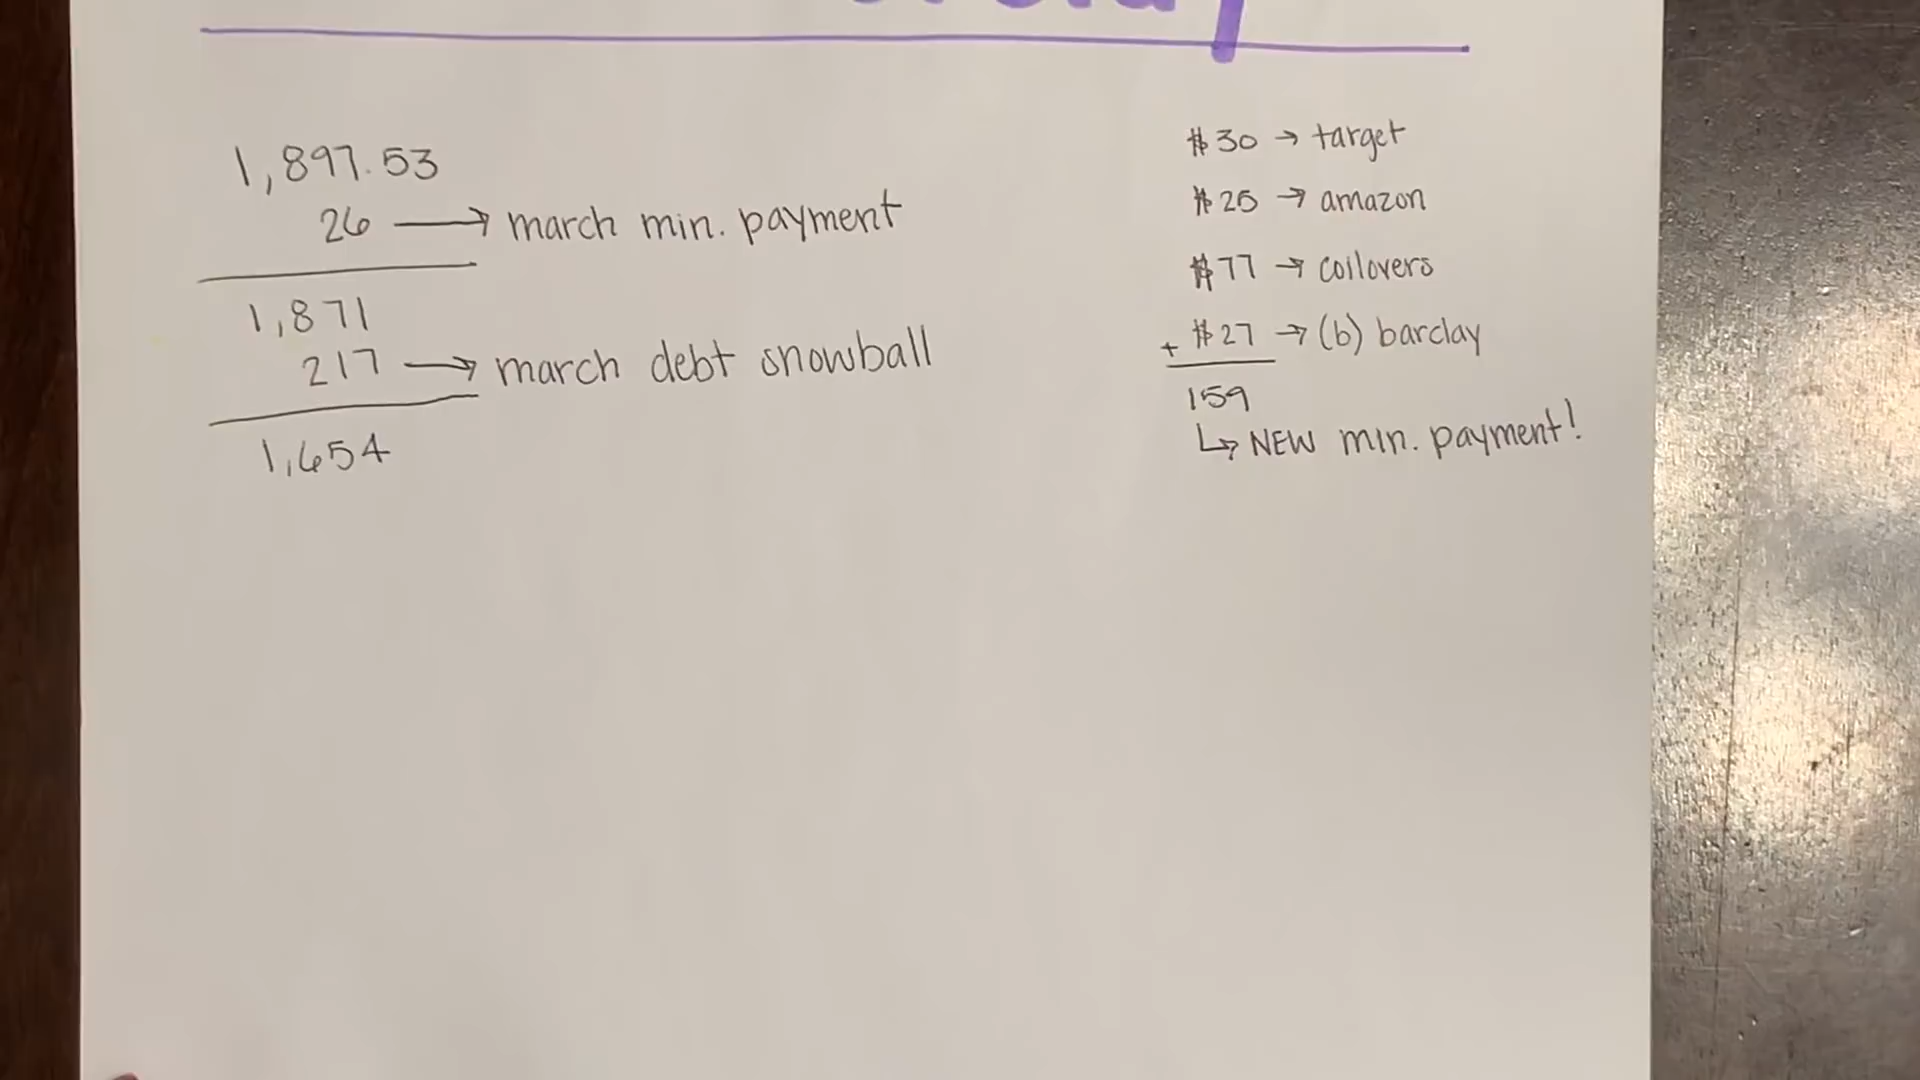 1,897.53
26 → march min. payment
1,871
217 → march debt snowball
1,654
$30 → target
$25 → amazon
$77 → coilovers
+ $27 → (b) barclay
159
↳ NEW min. payment!